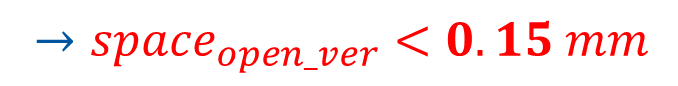 → space_open_ver < 0.15 mm